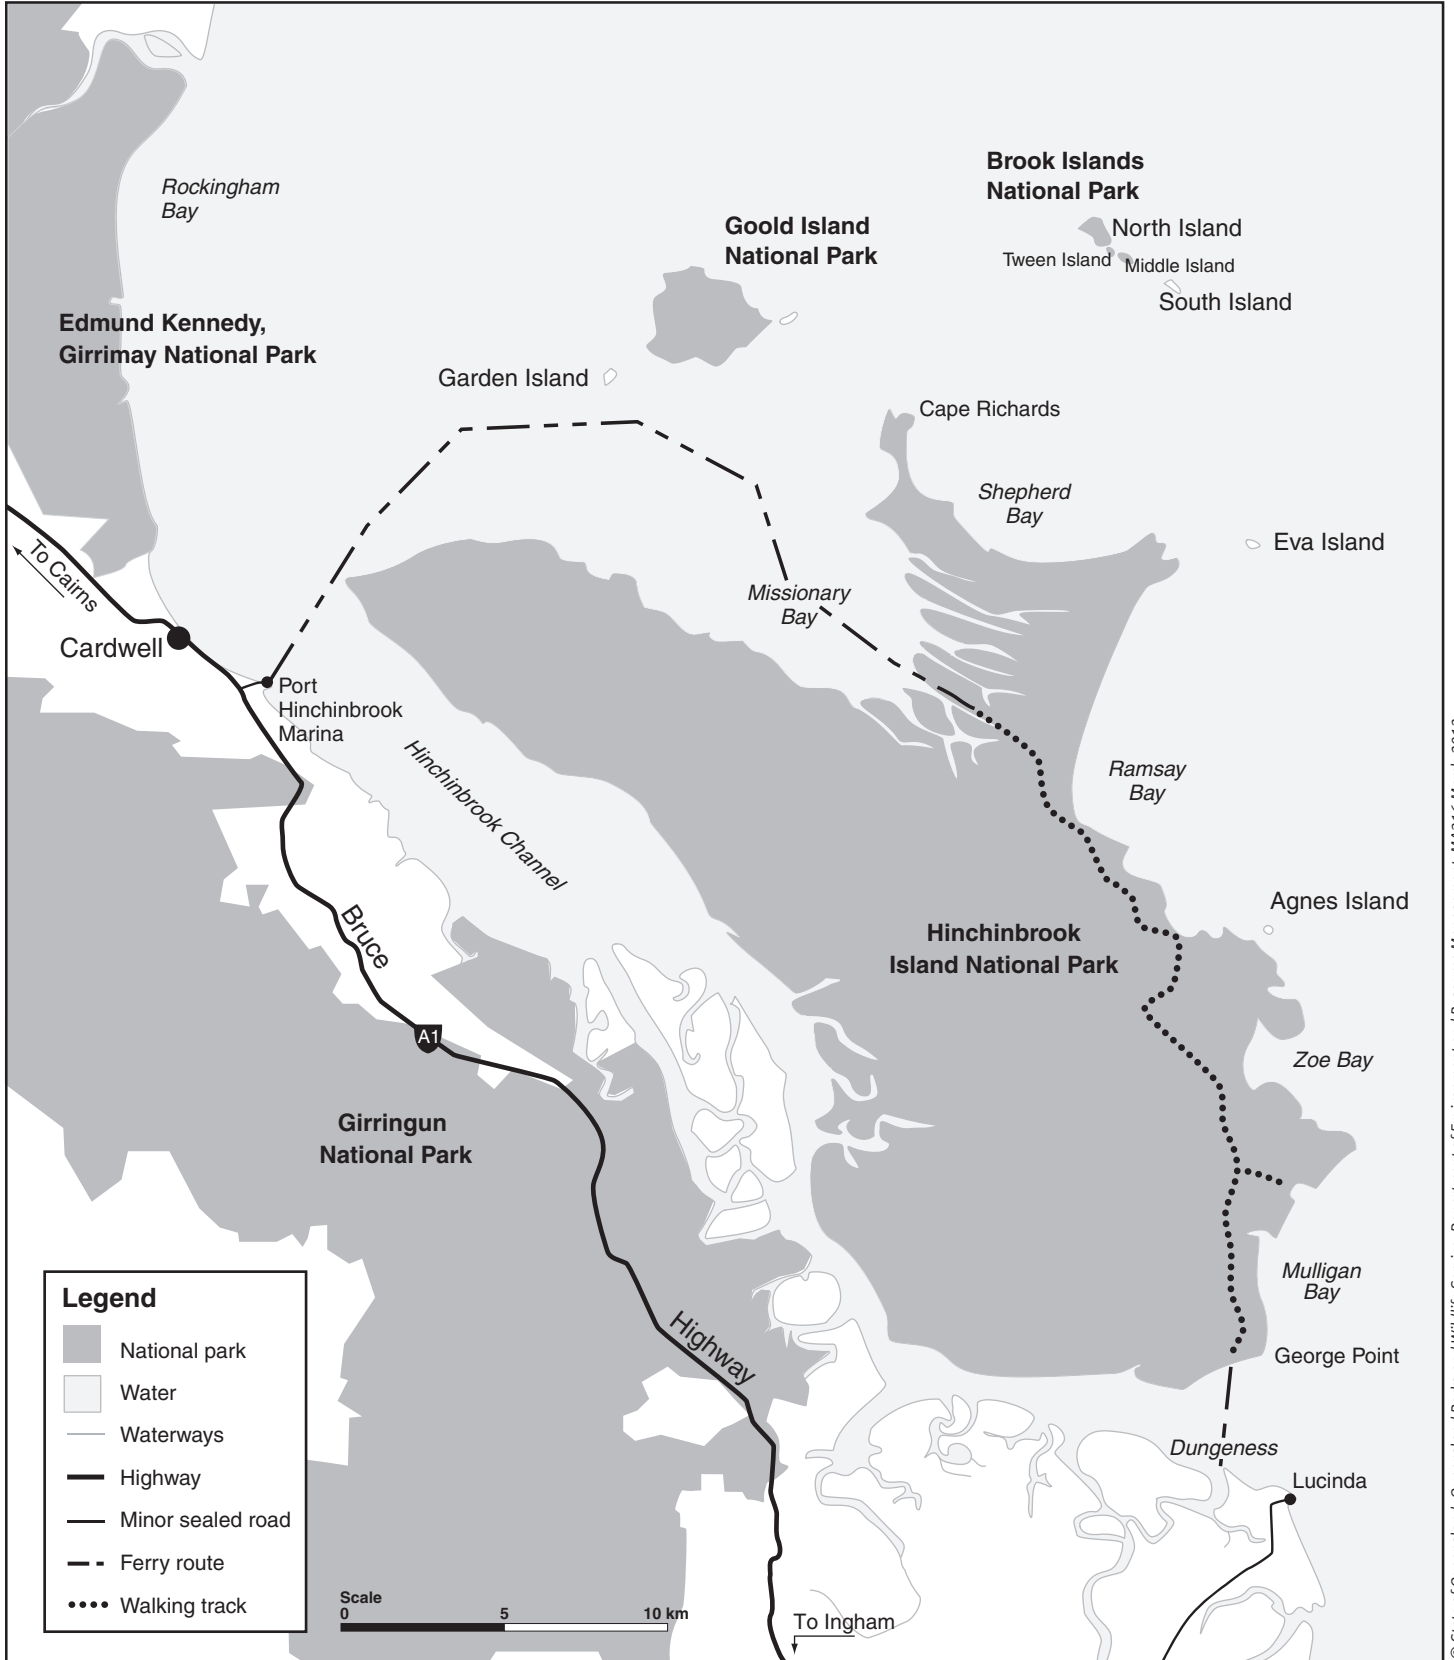 Brook Islands
National Park
North Island
Tween Island
Middle Island
South Island
Goold Island
National Park
Rockingham
Bay
Edmund Kennedy,
Girrimay National Park
Garden Island
Cape Richards
Shepherd
Bay
Eva Island
To Cairns
Missionary
Bay
Cardwell
Port
Hinchinbrook
Marina
Hinchinbrook Channel
Ramsay
Bay
Agnes Island
Bruce
Hinchinbrook
Island National Park
A1
Zoe Bay
Girringun
National Park
Mulligan
Bay
Highway
George Point
Dungeness
Lucinda
Legend
National park
Water
Waterways
Highway
Minor sealed road
Ferry route
Walking track
Scale
0 5 10 km
To Ingham